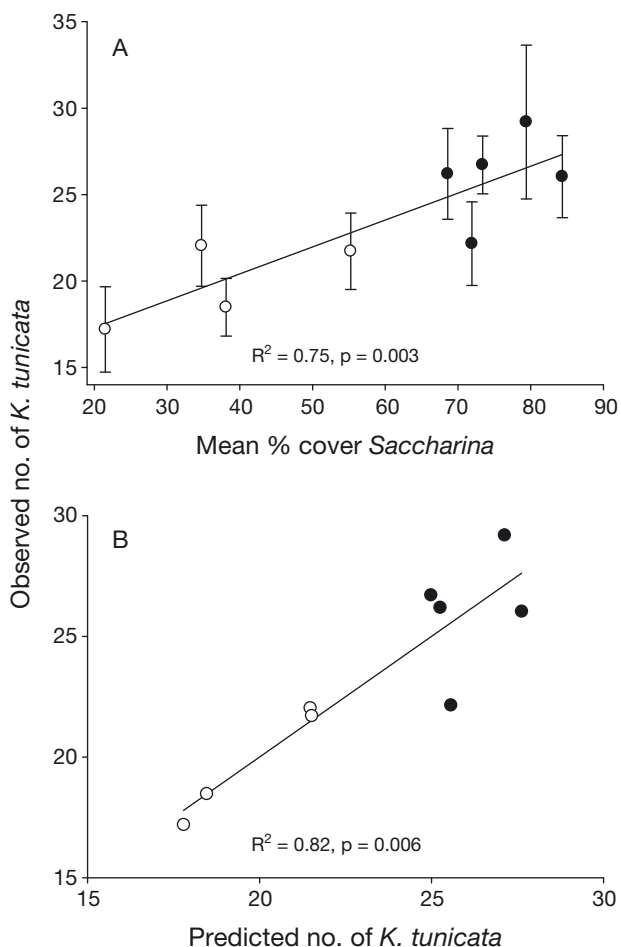 A
35
30
25
20
15
20 30 40 50 60 70 80 90
R² = 0.75, p = 0.003
Mean % cover Saccharina
Observed no. of K. tunicata
B
30
25
20
15
15 20 25 30
R² = 0.82, p = 0.006
Predicted no. of K. tunicata